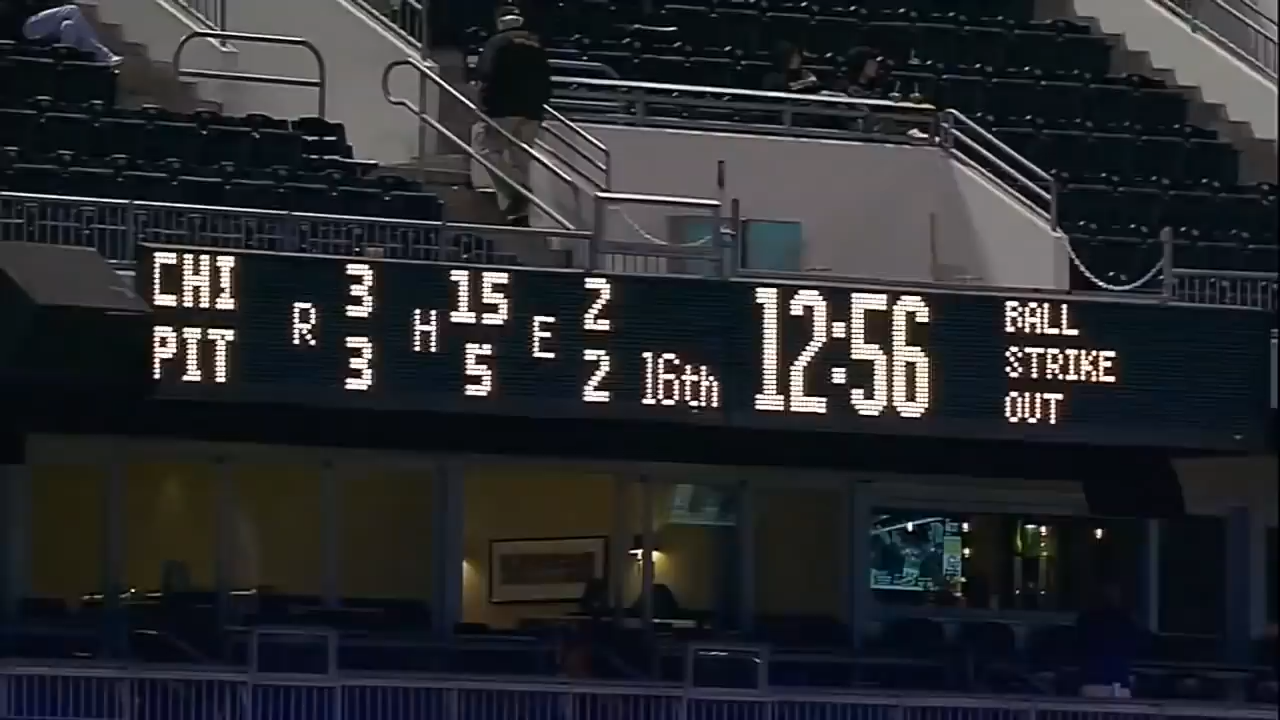 CHI R 3 H 15 E 2
PIT 3 5 2 16th
12:56
BALL
STRIKE
OUT